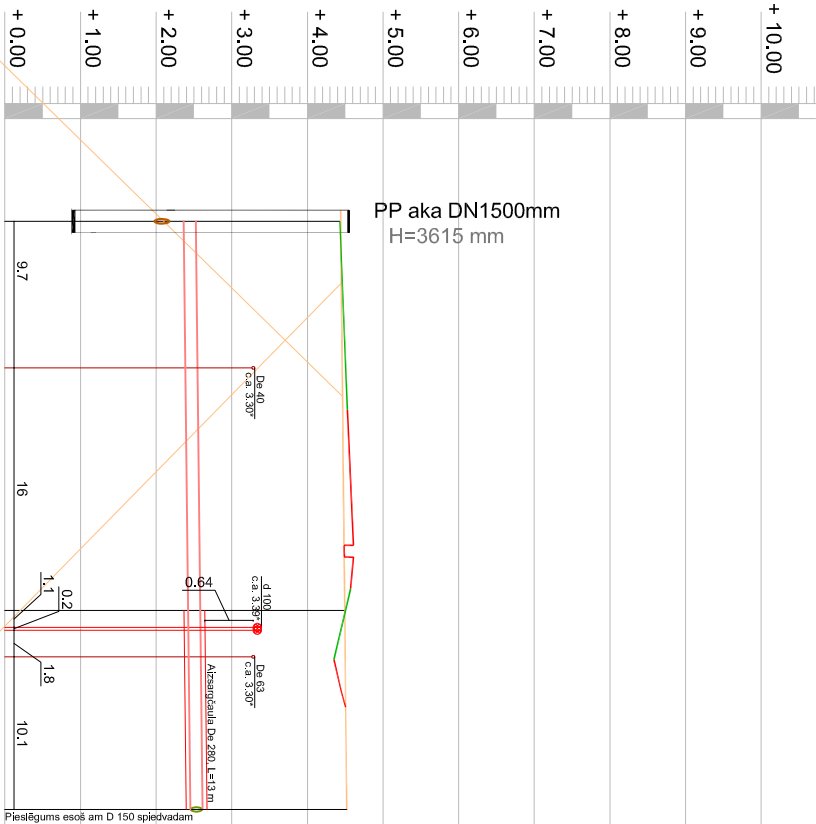 + 0.00
+ 1.00
+ 2.00
+ 3.00
+ 4.00
+ 5.00
+ 6.00
+ 7.00
+ 8.00
+ 9.00
+ 10.00
PP aka DN1500mm
H=3615 mm
9.7
De 40
c.a. 3.30*
16
1.1
0.2
0.64
d 100
c.a. 3.39*
1.8
De 63
c.a. 3.30*
Aizsargčaula De 280, L=13 m
10.1
Pieslēgums esoš am D 150 spiedvadam